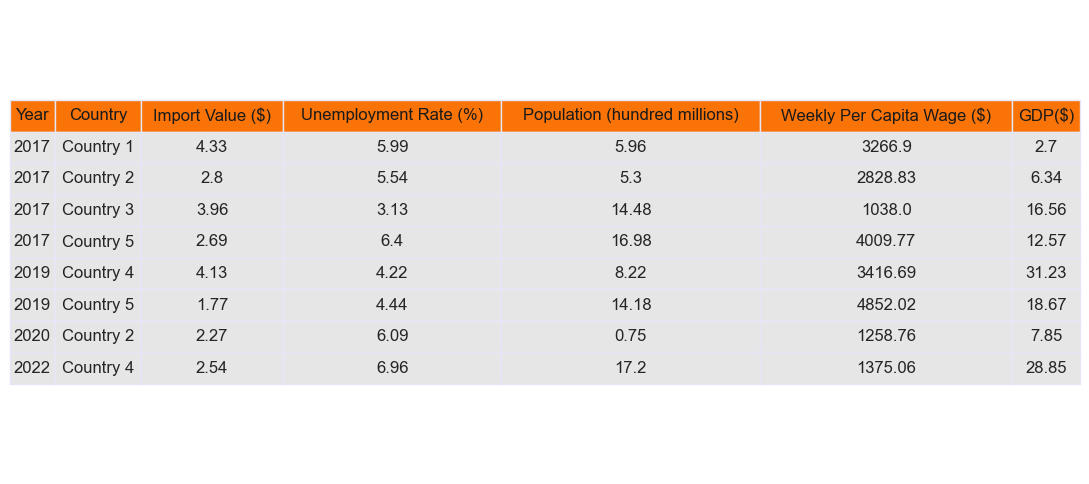 Year Country Import Value ($) Unemployment Rate (%) Population (hundred millions) Weekly Per Capita Wage ($) GDP($)
2017 Country 1 4.33 5.99 5.96 3266.9 2.7
2017 Country 2 2.8 5.54 5.3 2828.83 6.34
2017 Country 3 3.96 3.13 14.48 1038.0 16.56
2017 Country 5 2.69 6.4 16.98 4009.77 12.57
2019 Country 4 4.13 4.22 8.22 3416.69 31.23
2019 Country 5 1.77 4.44 14.18 4852.02 18.67
2020 Country 2 2.27 6.09 0.75 1258.76 7.85
2022 Country 4 2.54 6.96 17.2 1375.06 28.85